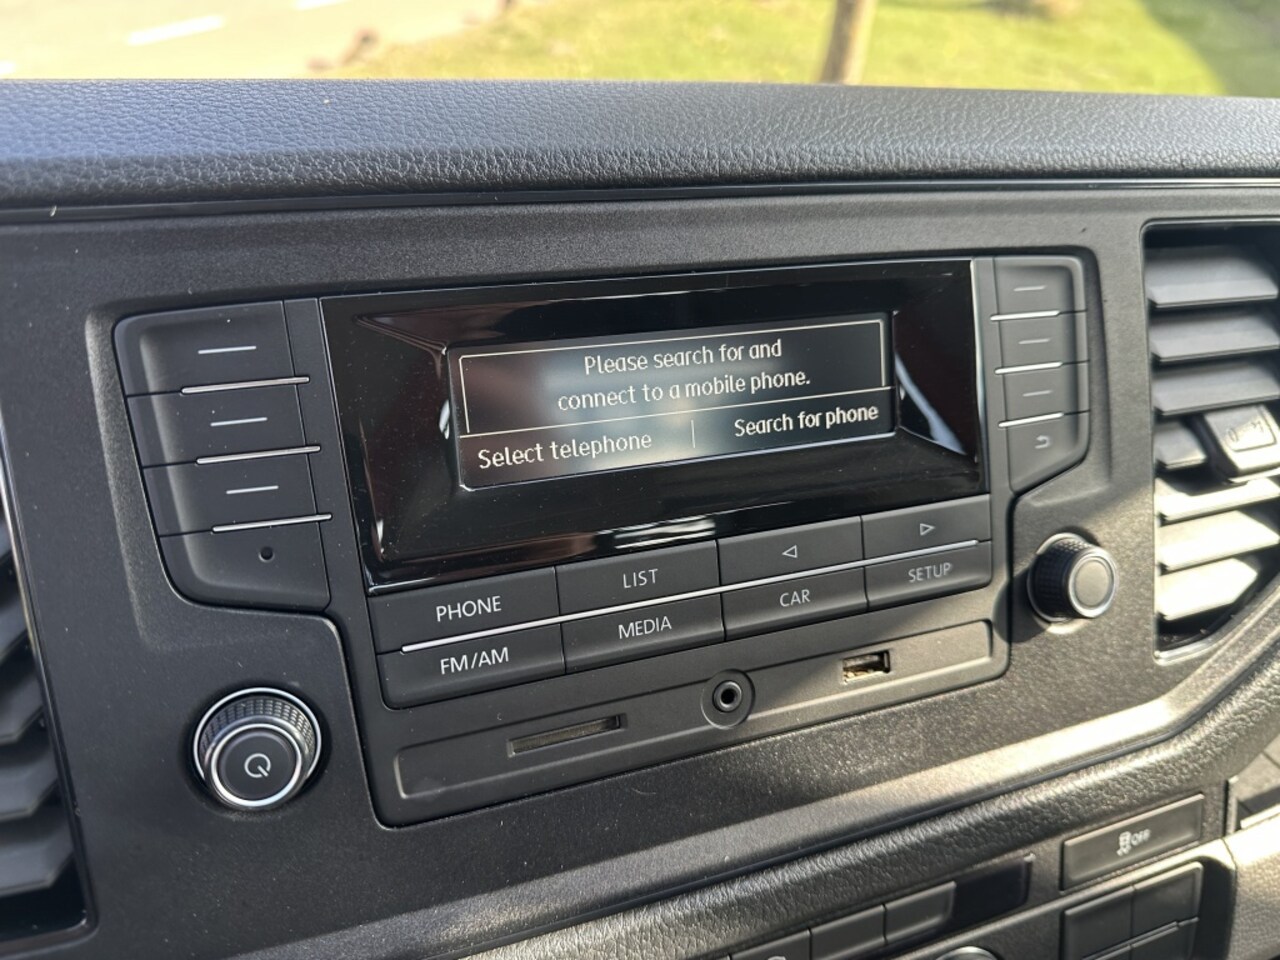 Please search for and
connect to a mobile phone.
Select telephone
Search for phone
PHONE
LIST
FM/AM
MEDIA
CAR
SETUP
OFF